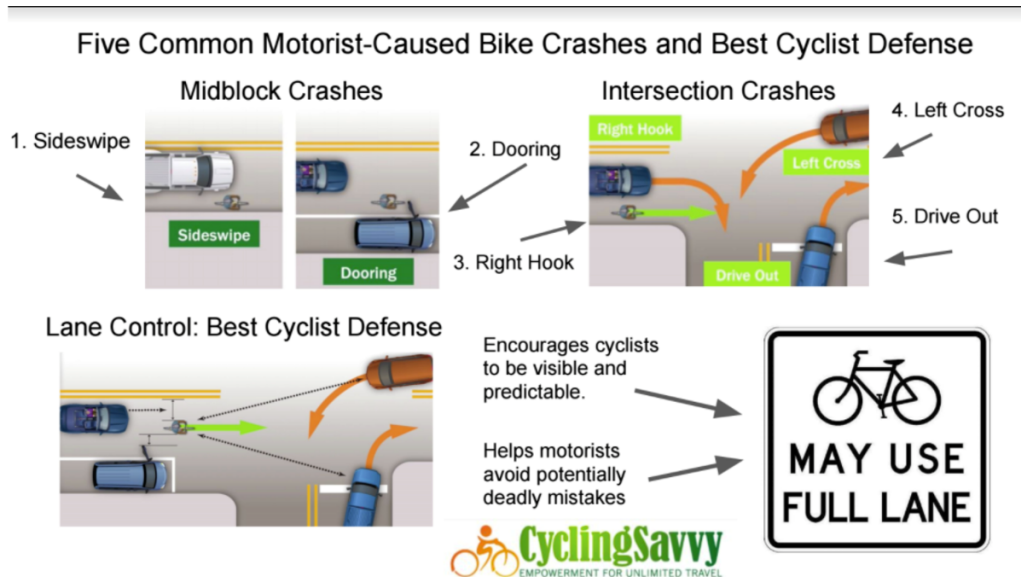 Five Common Motorist-Caused Bike Crashes and Best Cyclist Defense
Midblock Crashes
Intersection Crashes
1. Sideswipe
2. Dooring
3. Right Hook
4. Left Cross
5. Drive Out
Sideswipe
Dooring
Right Hook
Left Cross
Drive Out
Lane Control: Best Cyclist Defense
Encourages cyclists
to be visible and
predictable.
Helps motorists
avoid potentially
deadly mistakes
MAY USE
FULL LANE
CyclingSavvy
EMPOWERMENT FOR UNLIMITED TRAVEL